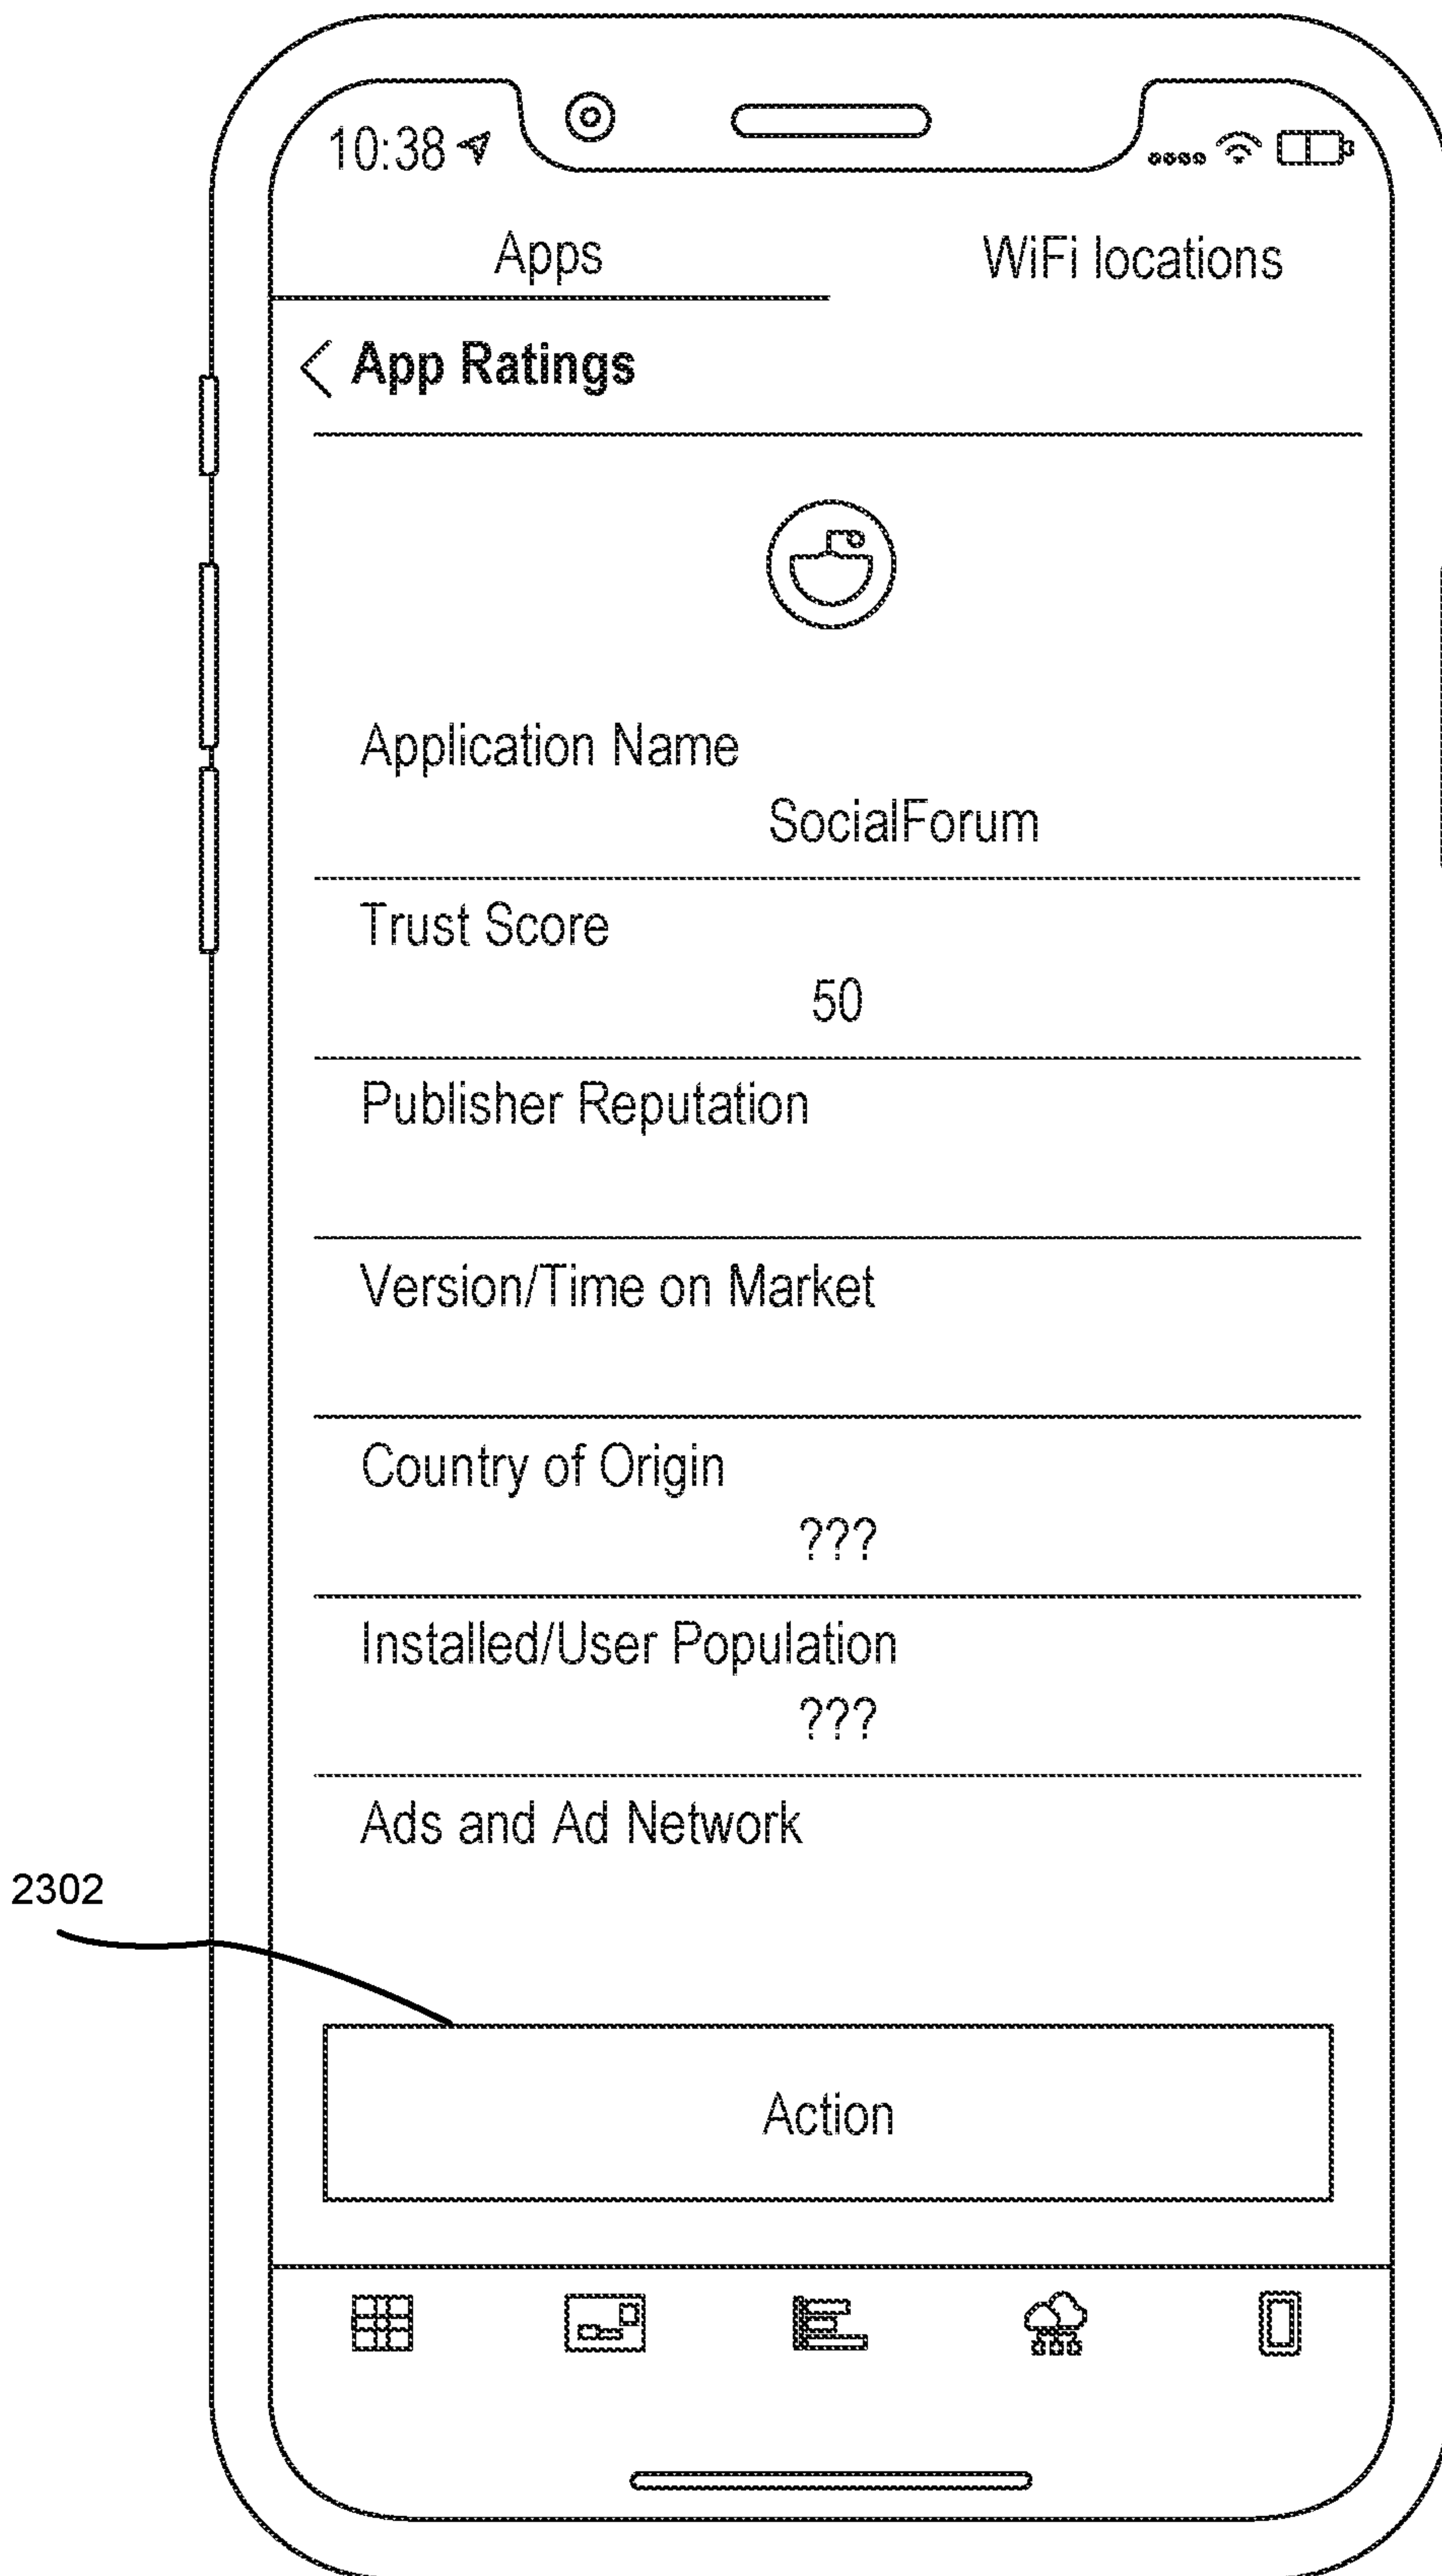 10:38
Apps
WiFi locations
App Ratings
Application Name
SocialForum
Trust Score
50
Publisher Reputation
Version/Time on Market
Country of Origin
???
Installed/User Population
???
Ads and Ad Network
2302
Action